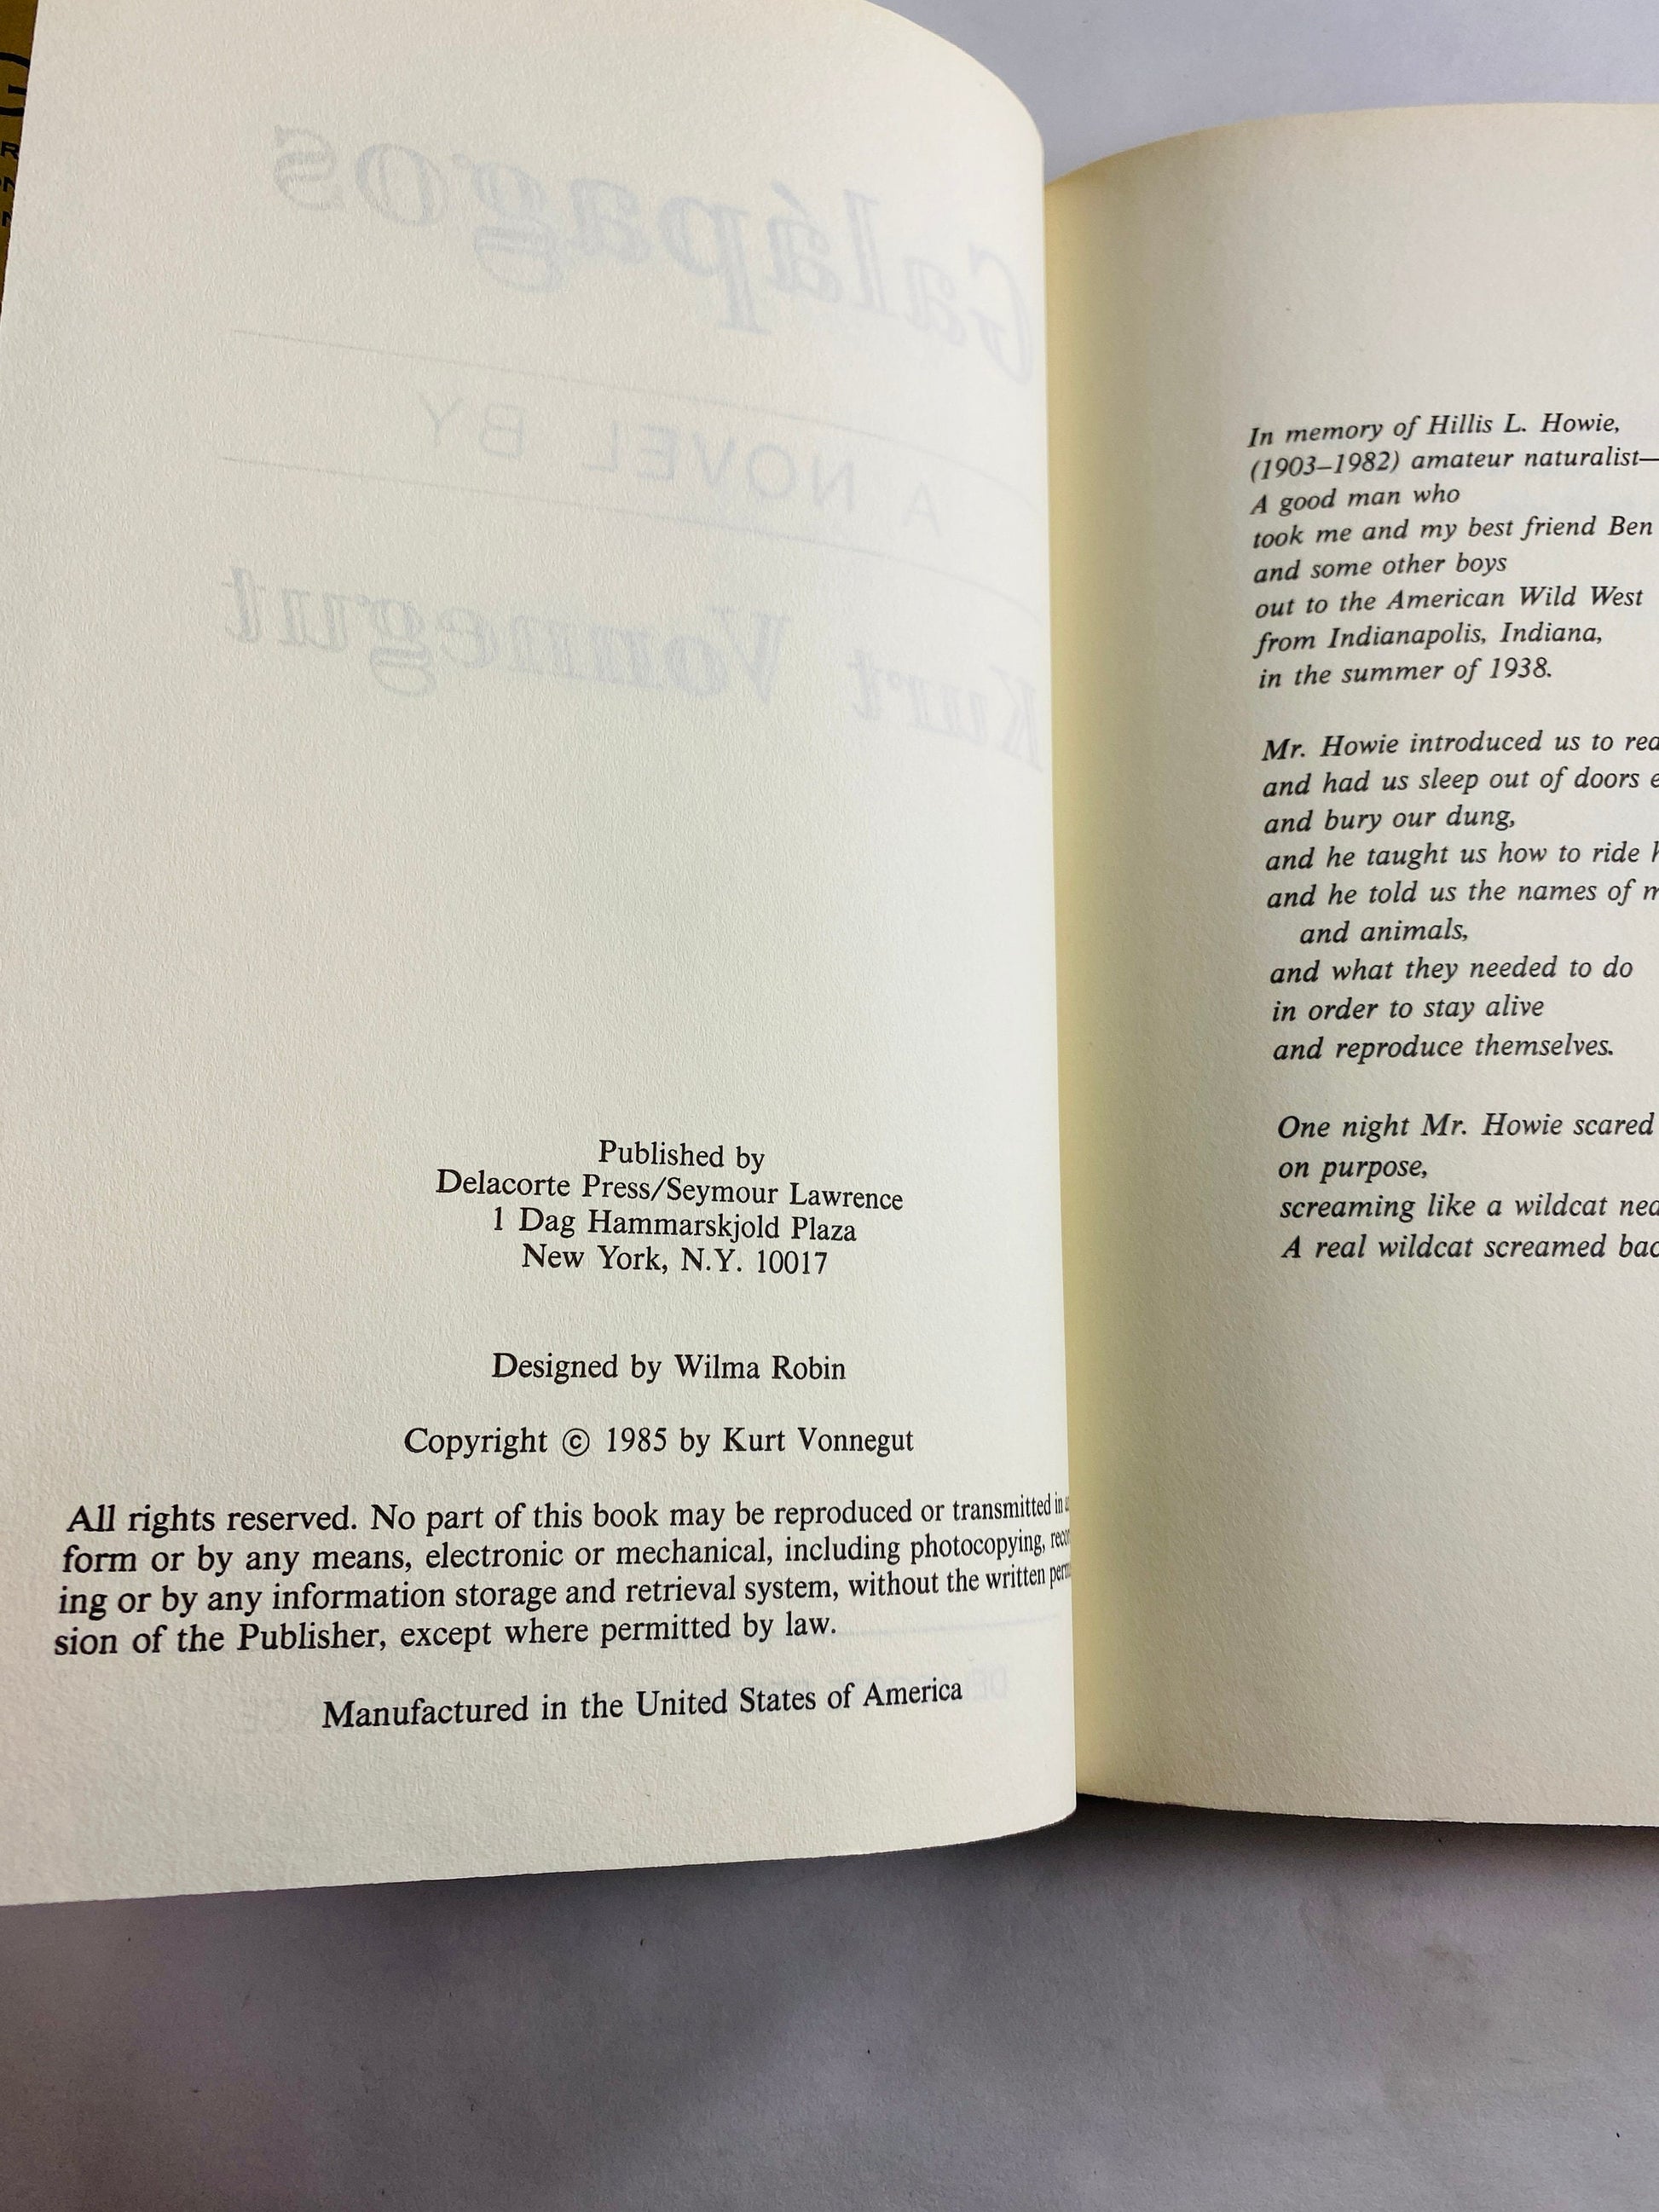 Galápagos
A NOVEL BY
Kurt Vonnegut
Published by
Delacorte Press/Seymour Lawrence
1 Dag Hammarskjold Plaza
New York, N.Y. 10017
Designed by Wilma Robin
Copyright © 1985 by Kurt Vonnegut
All rights reserved. No part of this book may be reproduced or transmitted in
form or by any means, electronic or mechanical, including photocopying,
ing or by any information storage and retrieval system, without the written
sion of the Publisher, except where permitted by law.
Manufactured in the United States of America
In memory of Hillis L. Howie,
(1903–1982) amateur naturalist—
A good man who
took me and my best friend Ben
and some other boys
out to the American Wild West
from Indianapolis, Indiana,
in the summer of 1938.
Mr. Howie introduced us to
and had us sleep out of doors
and bury our dung,
and he taught us how to ride
and he told us the names of
and animals,
and what they needed to do
in order to stay alive
and reproduce themselves.
One night Mr. Howie scared
on purpose,
screaming like a wildcat
A real wildcat screamed